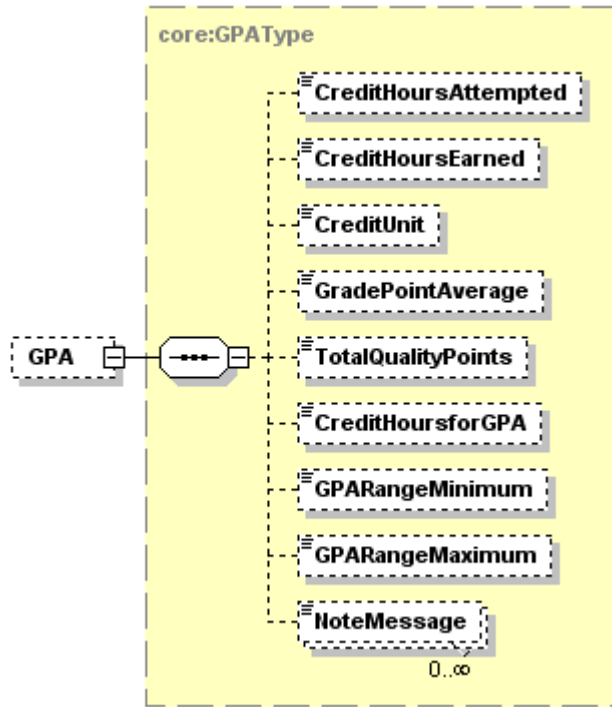 core:GPAType
CreditHoursAttempted
CreditHoursEarned
CreditUnit
GradePointAverage
GPA
TotalQualityPoints
CreditHoursforGPA
GPARangeMinimum
GPARangeMaximum
NoteMessage
0..∞